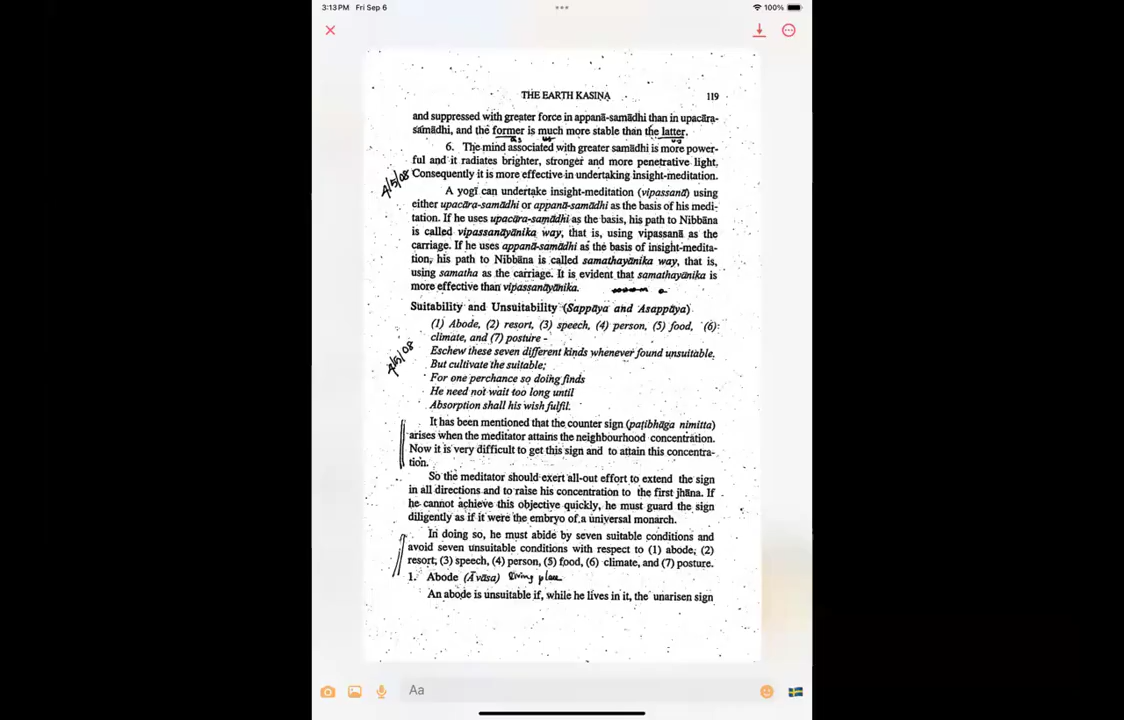 3:13 PM Fri Sep 6
100%
THE EARTH KASIṆA
119
and suppressed with greater force in appanā-samādhi than in upacāra-
samādhi, and the former is much more stable than the latter.
6. The mind associated with greater samādhi is more power-
ful and it radiates brighter, stronger and more penetrative light.
Consequently it is more effective in undertaking insight-meditation.
4/5/08
A yogī can undertake insight-meditation (vipassanā) using
either upacāra-samādhi or appanā-samādhi as the basis of his medi-
tation. If he uses upacāra-samādhi as the basis, his path to Nibbāna
is called vipassanāyānika way, that is, using vipassanā as the
carriage. If he uses appanā-samādhi as the basis of insight-medita-
tion, his path to Nibbāna is called samathayānika way, that is,
using samatha as the carriage. It is evident that samathayānika is
more effective than vipassanāyānika.
Suitability and Unsuitability (Sappāya and Asappāya)
(1) Abode, (2) resort, (3) speech, (4) person, (5) food, (6)
climate, and (7) posture -
Eschew these seven different kinds whenever found unsuitable.
But cultivate the suitable;
For one perchance so doing finds
He need not wait too long until
Absorption shall his wish fulfil.
It has been mentioned that the counter sign (paṭibhāga nimitta)
arises when the meditator attains the neighbourhood concentration.
Now it is very difficult to get this sign and to attain this concentra-
tion.
So the meditator should exert all-out effort to extend the sign
in all directions and to raise his concentration to the first jhāna. If
he cannot achieve this objective quickly, he must guard the sign
diligently as if it were the embryo of a universal monarch.
In doing so, he must abide by seven suitable conditions and
avoid seven unsuitable conditions with respect to (1) abode, (2)
resort, (3) speech, (4) person, (5) food, (6) climate, and (7) posture.
1. Abode (Āvāsa) living place
An abode is unsuitable if, while he lives in it, the unarisen sign
Aa